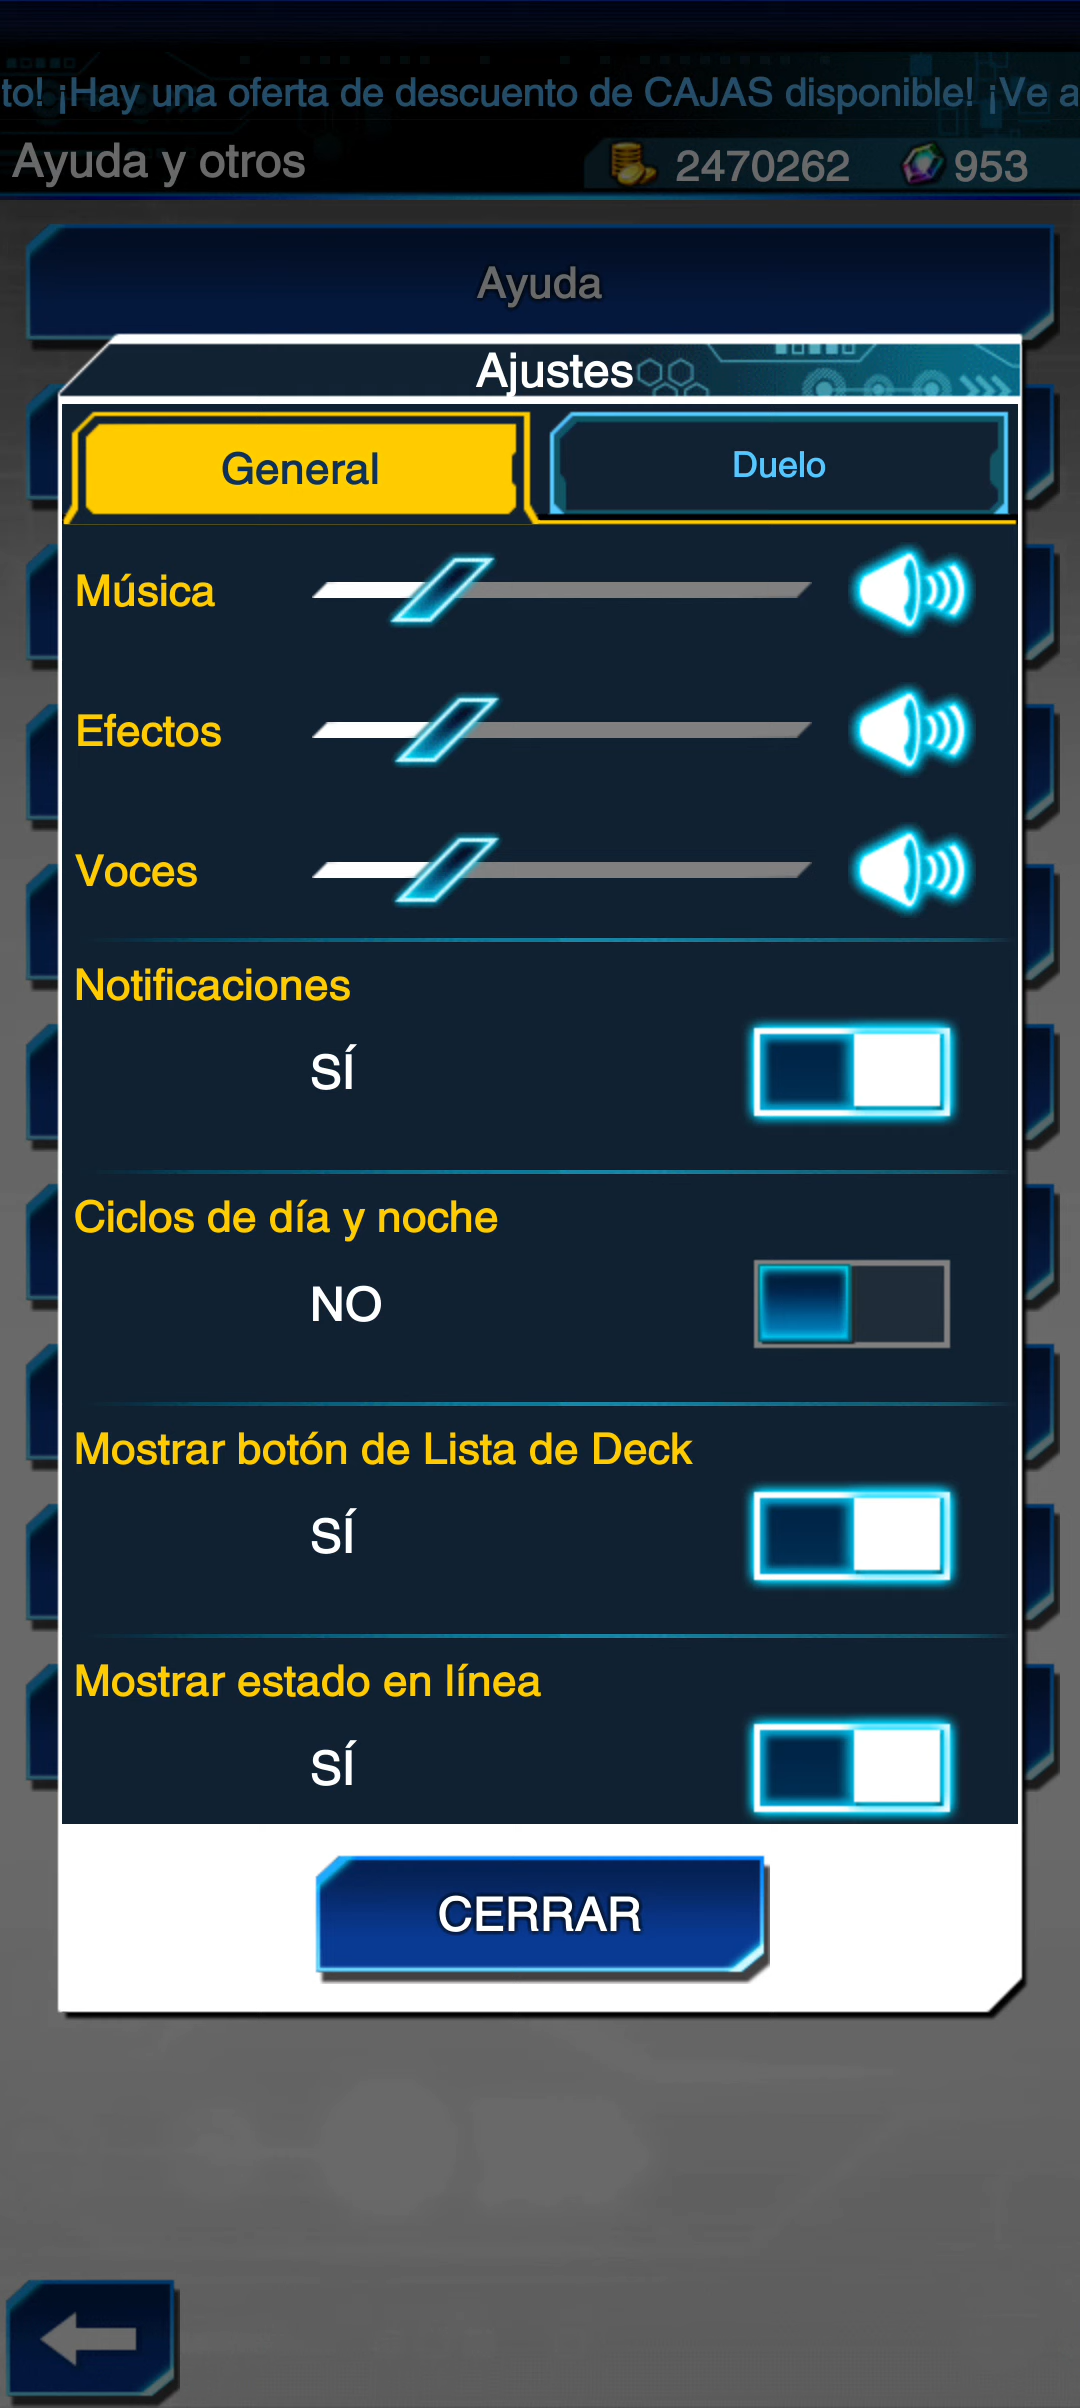 to! ¡Hay una oferta de descuento de CAJAS disponible! ¡Ve a
Ayuda y otros
2470262
953
Ayuda
Ajustes
General
Duelo
Música
Efectos
Voces
Notificaciones
SÍ
Ciclos de día y noche
NO
Mostrar botón de Lista de Deck
SÍ
Mostrar estado en línea
SÍ
CERRAR